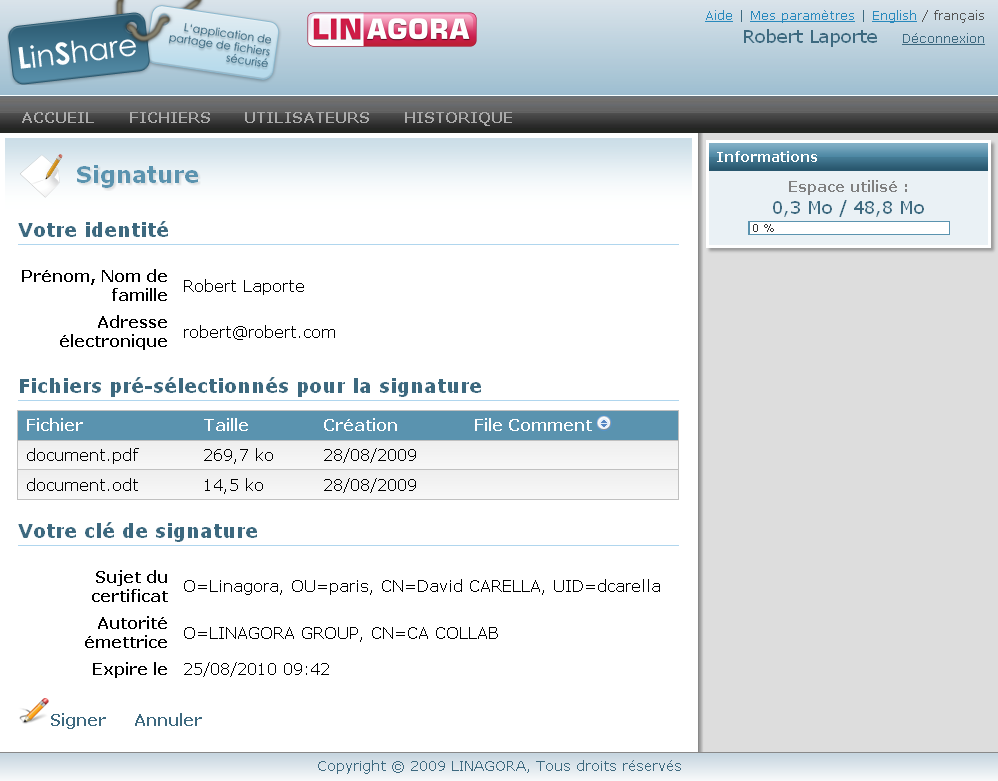 LinShare
L'application de
partage de fichiers
sécurisé
LINAGORA
Aide | Mes paramètres | English / français
Robert Laporte Déconnexion
ACCUEIL FICHIERS UTILISATEURS HISTORIQUE
Signature
Informations
Espace utilisé :
0,3 Mo / 48,8 Mo
0 %
Votre identité
Prénom, Nom de
famille
Robert Laporte
Adresse
électronique
robert@robert.com
Fichiers pré-sélectionnés pour la signature
Fichier Taille Création File Comment
document.pdf 269,7 ko 28/08/2009
document.odt 14,5 ko 28/08/2009
Votre clé de signature
Sujet du
certificat
O=Linagora, OU=paris, CN=David CARELLA, UID=dcarella
Autorité
émettrice
O=LINAGORA GROUP, CN=CA COLLAB
Expire le 25/08/2010 09:42
Signer Annuler
Copyright © 2009 LINAGORA, Tous droits réservés